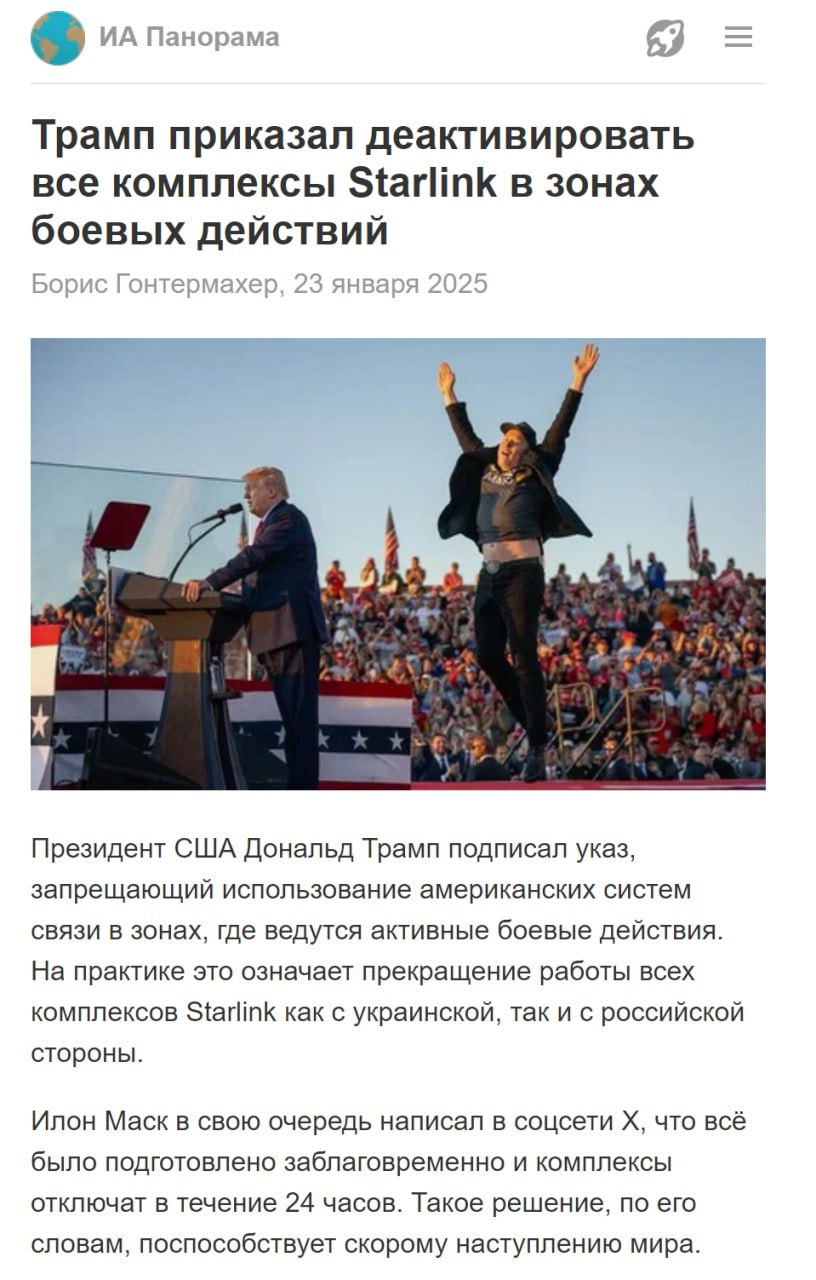 ИА Панорама
Трамп приказал деактивировать
все комплексы Starlink в зонах
боевых действий
Борис Гонтермахер, 23 января 2025
Президент США Дональд Трамп подписал указ,
запрещающий использование американских систем
связи в зонах, где ведутся активные боевые действия.
На практике это означает прекращение работы всех
комплексов Starlink как с украинской, так и с российской
стороны.
Илон Маск в свою очередь написал в соцсети X, что всё
было подготовлено заблаговременно и комплексы
отключат в течение 24 часов. Такое решение, по его
словам, поспособствует скорому наступлению мира.